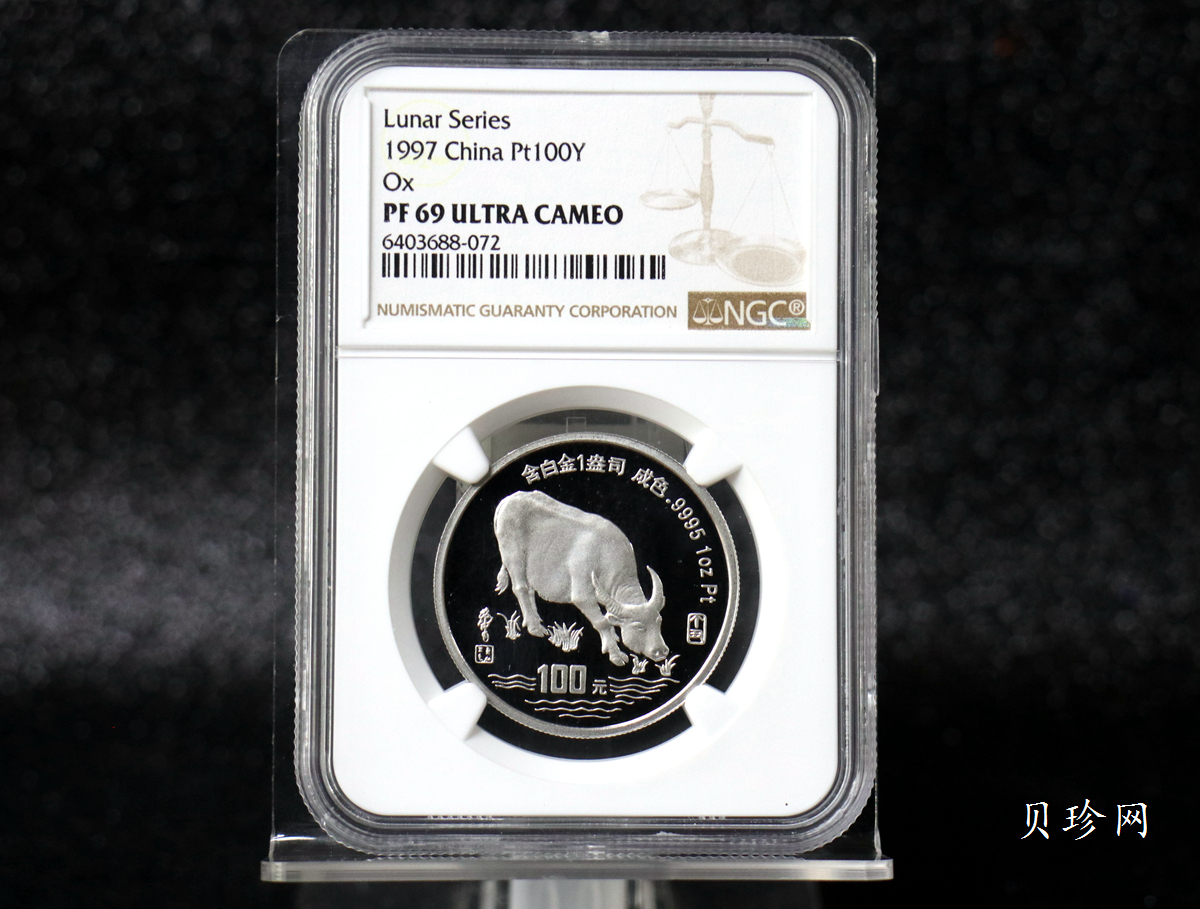 Lunar Series
1997 China Pt100Y
Ox
PF 69 ULTRA CAMEO
6403688-072
NUMISMATIC GUARANTY CORPORATION
NGC®
含白金1盎司 成色.9995 1oz Pt
100元
贝珍网